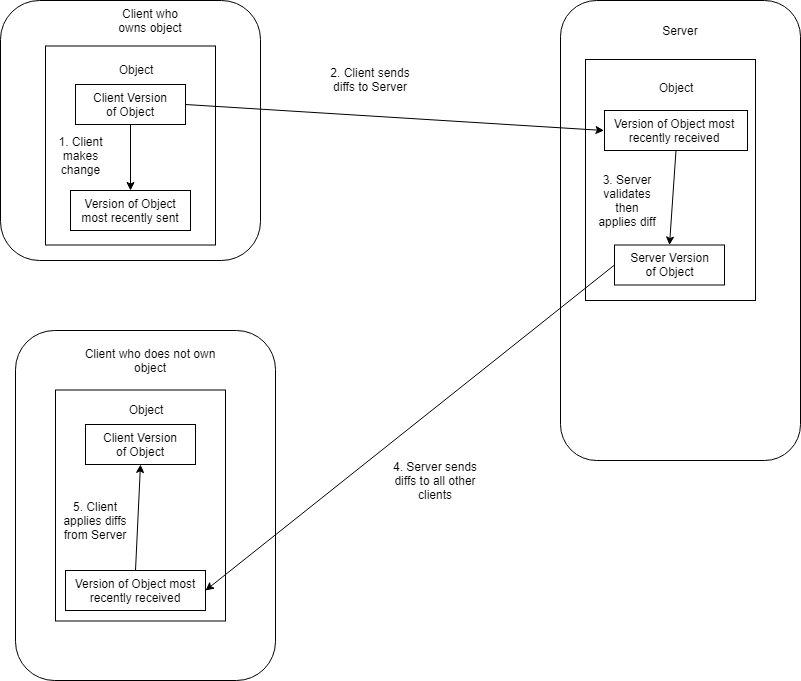 Client who
owns object
Object
Client Version
of Object
1. Client
makes
change
Version of Object
most recently sent
2. Client sends
diffs to Server
Server
Object
Version of Object most
recently received
3. Server
validates
then
applies diff
Server Version
of Object
4. Server sends
diffs to all other
clients
Client who does not own
object
Object
Client Version
of Object
5. Client
applies diffs
from Server
Version of Object most
recently received